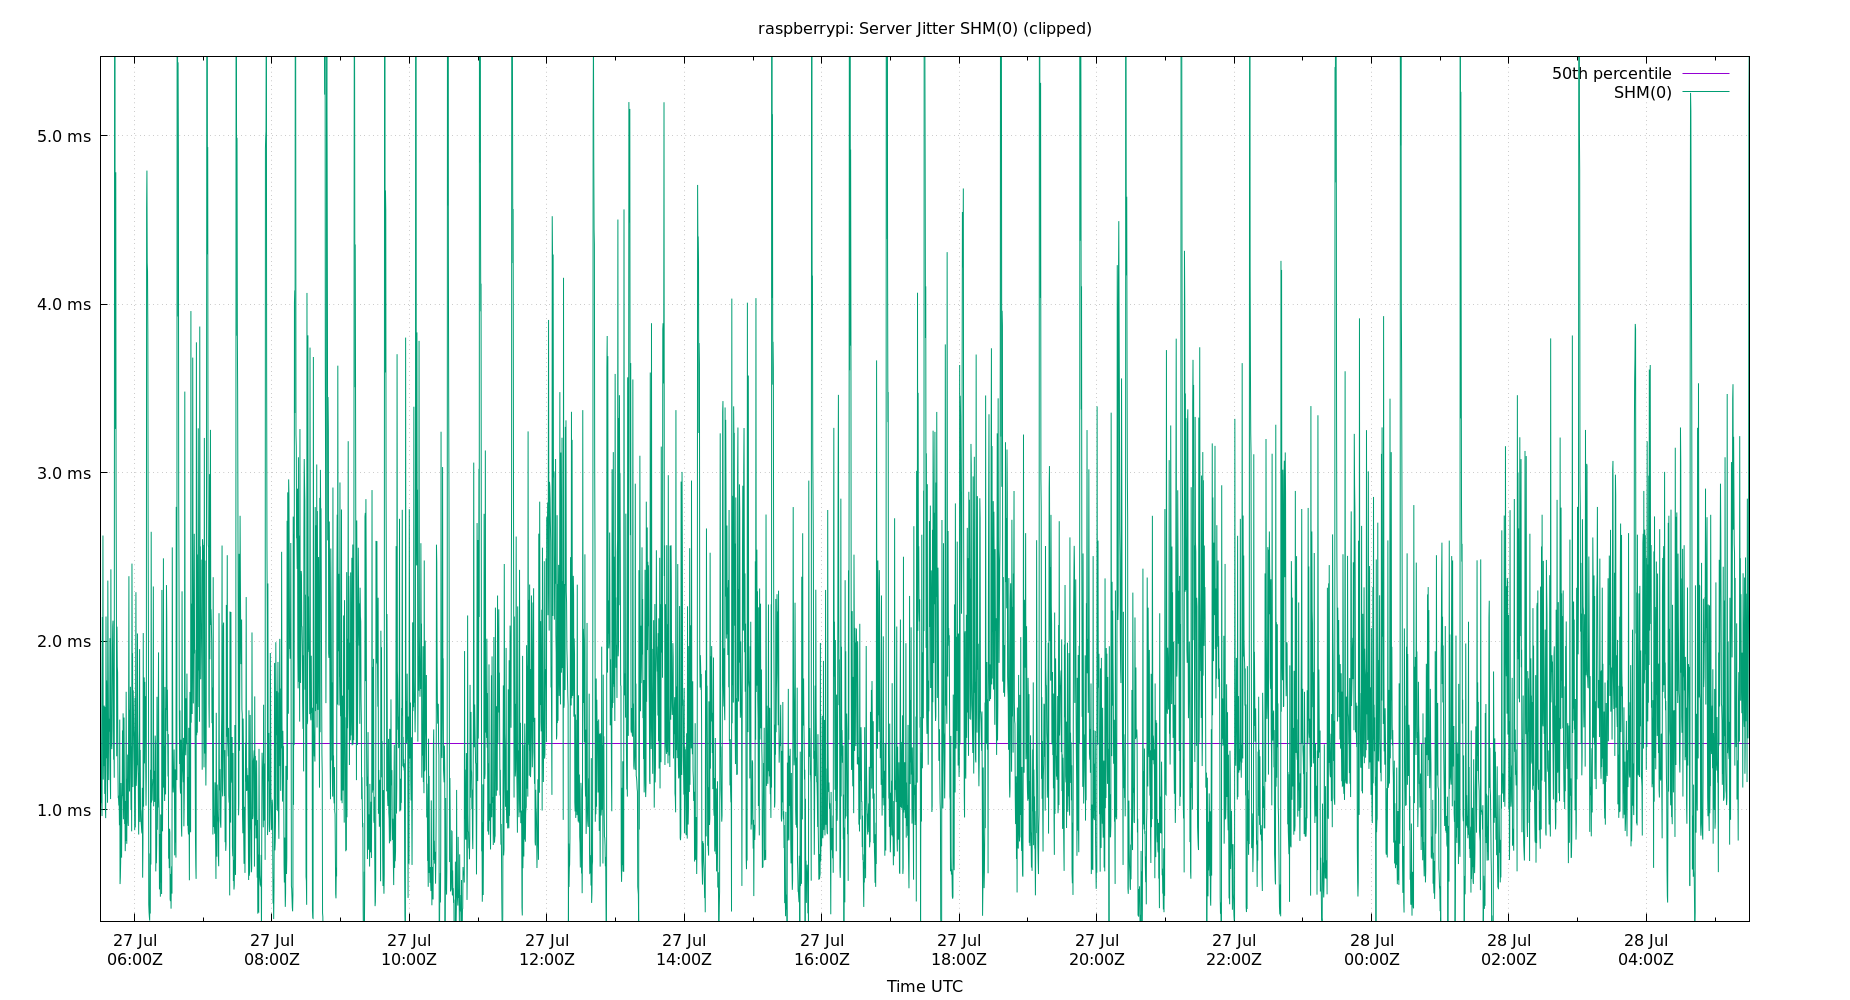 raspberrypi: Server Jitter SHM(0) (clipped)
50th percentile
SHM(0)
5.0 ms
4.0 ms
3.0 ms
2.0 ms
1.0 ms
27 Jul 27 Jul 27 Jul 27 Jul 27 Jul 27 Jul 27 Jul 27 Jul 27 Jul 28 Jul 28 Jul 28 Jul
06:00Z 08:00Z 10:00Z 12:00Z 14:00Z 16:00Z 18:00Z 20:00Z 22:00Z 00:00Z 02:00Z 04:00Z
Time UTC